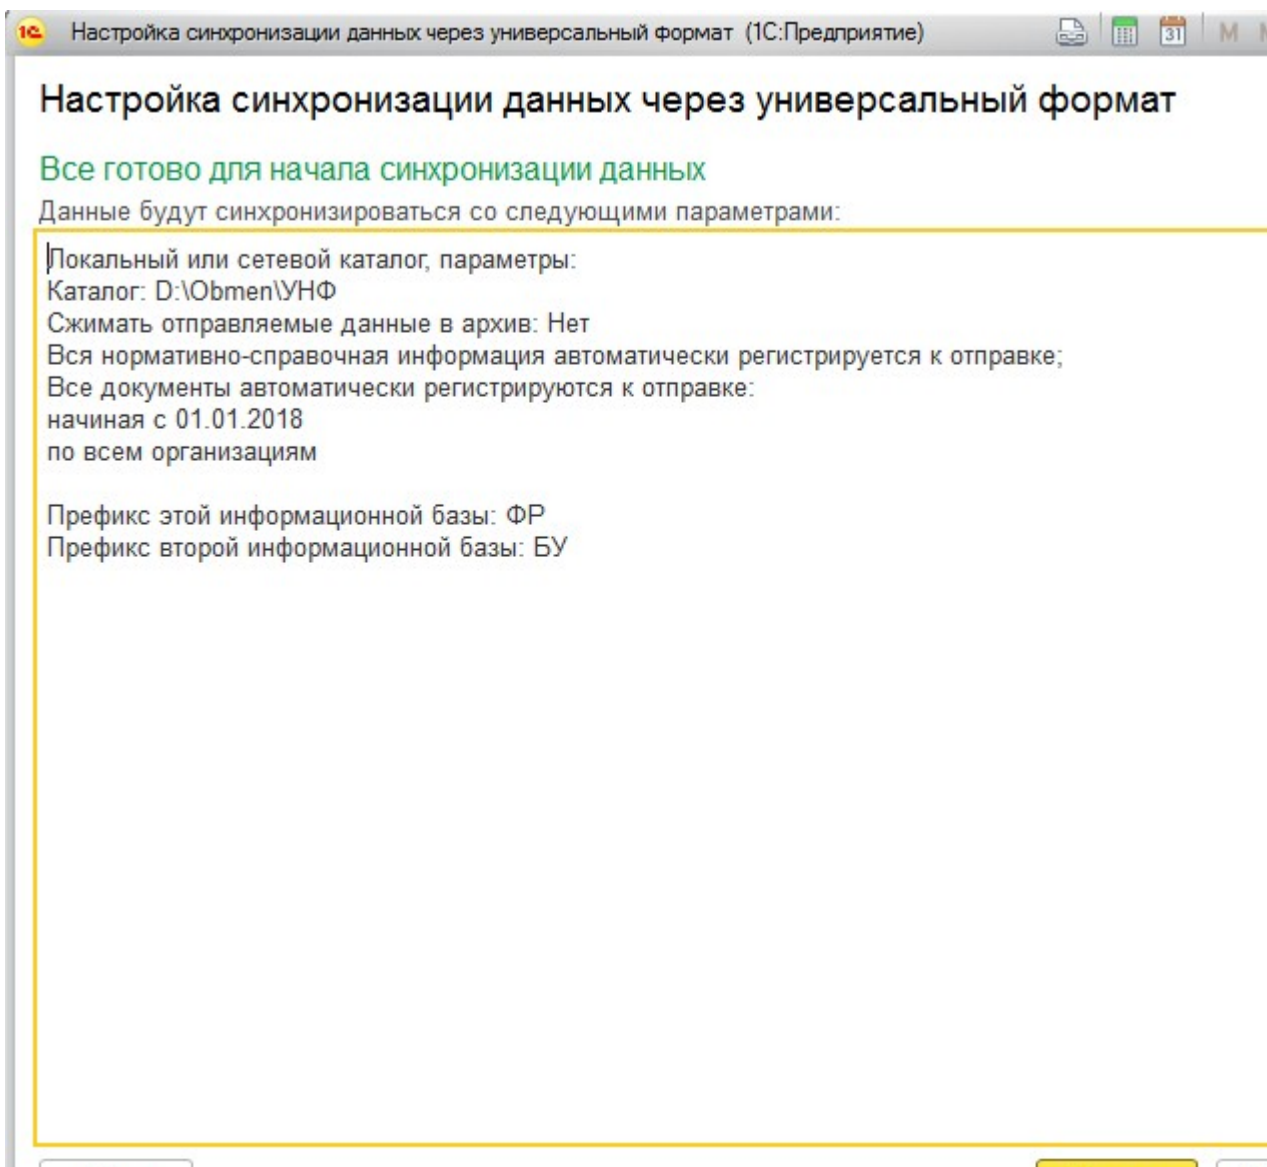 1С Настройка синхронизации данных через универсальный формат (1С:Предприятие) 31 M
Настройка синхронизации данных через универсальный формат
Все готово для начала синхронизации данных
Данные будут синхронизироваться со следующими параметрами:
Локальный или сетевой каталог, параметры:
Каталог: D:\Obmen\УНФ
Сжимать отправляемые данные в архив: Нет
Вся нормативно-справочная информация автоматически регистрируется к отправке;
Все документы автоматически регистрируются к отправке:
начиная с 01.01.2018
по всем организациям
Префикс этой информационной базы: ФР
Префикс второй информационной базы: БУ